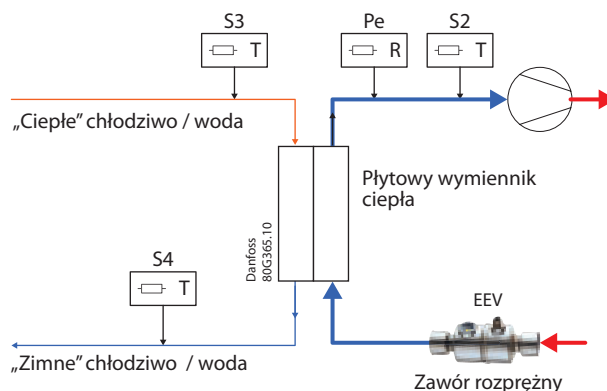 S3
Pe
S2
T
R
T
„Ciepłe” chłodziwo / woda
Płytowy wymiennik
ciepła
Danfoss
80G365.10
S4
T
EEV
„Zimne” chłodziwo / woda
Zawór rozprężny